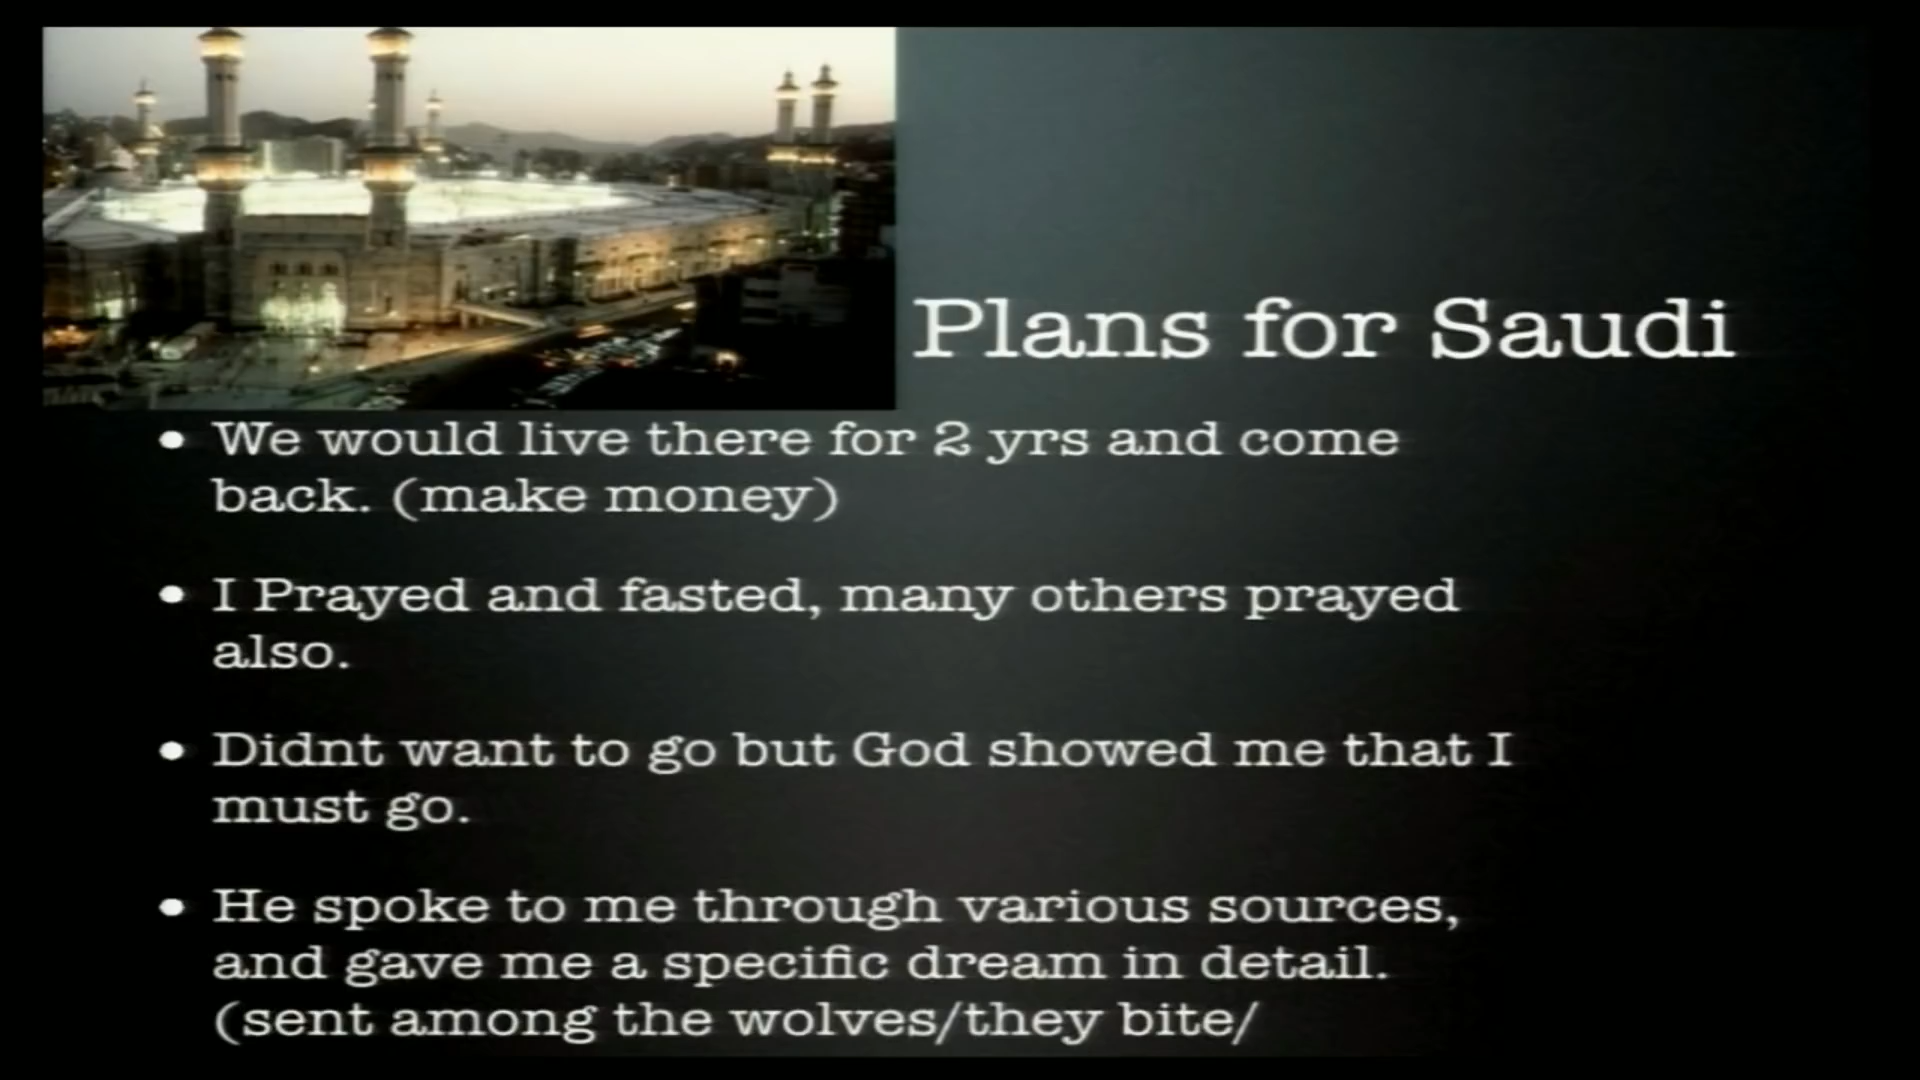 Plans for Saudi
• We would live there for 2 yrs and come
back. (make money)
• I Prayed and fasted, many others prayed
also.
• Didnt want to go but God showed me that I
must go.
• He spoke to me through various sources,
and gave me a specific dream in detail.
(sent among the wolves/they bite/